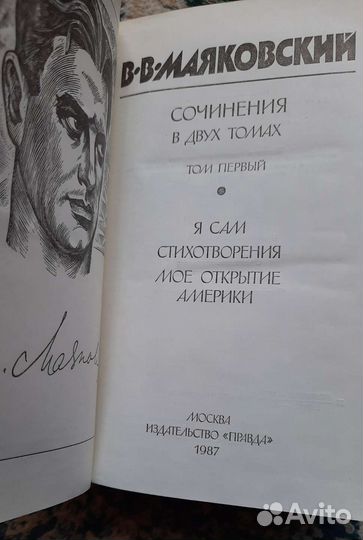 В·В·МАЯКОВСКИЙ
СОЧИНЕНИЯ
В ДВУХ ТОМАХ
ТОМ ПЕРВЫЙ
Я САМ
СТИХОТВОРЕНИЯ
МОЕ ОТКРЫТИЕ
АМЕРИКИ
МОСКВА
ИЗДАТЕЛЬСТВО «ПРАВДА»
1987
Avito